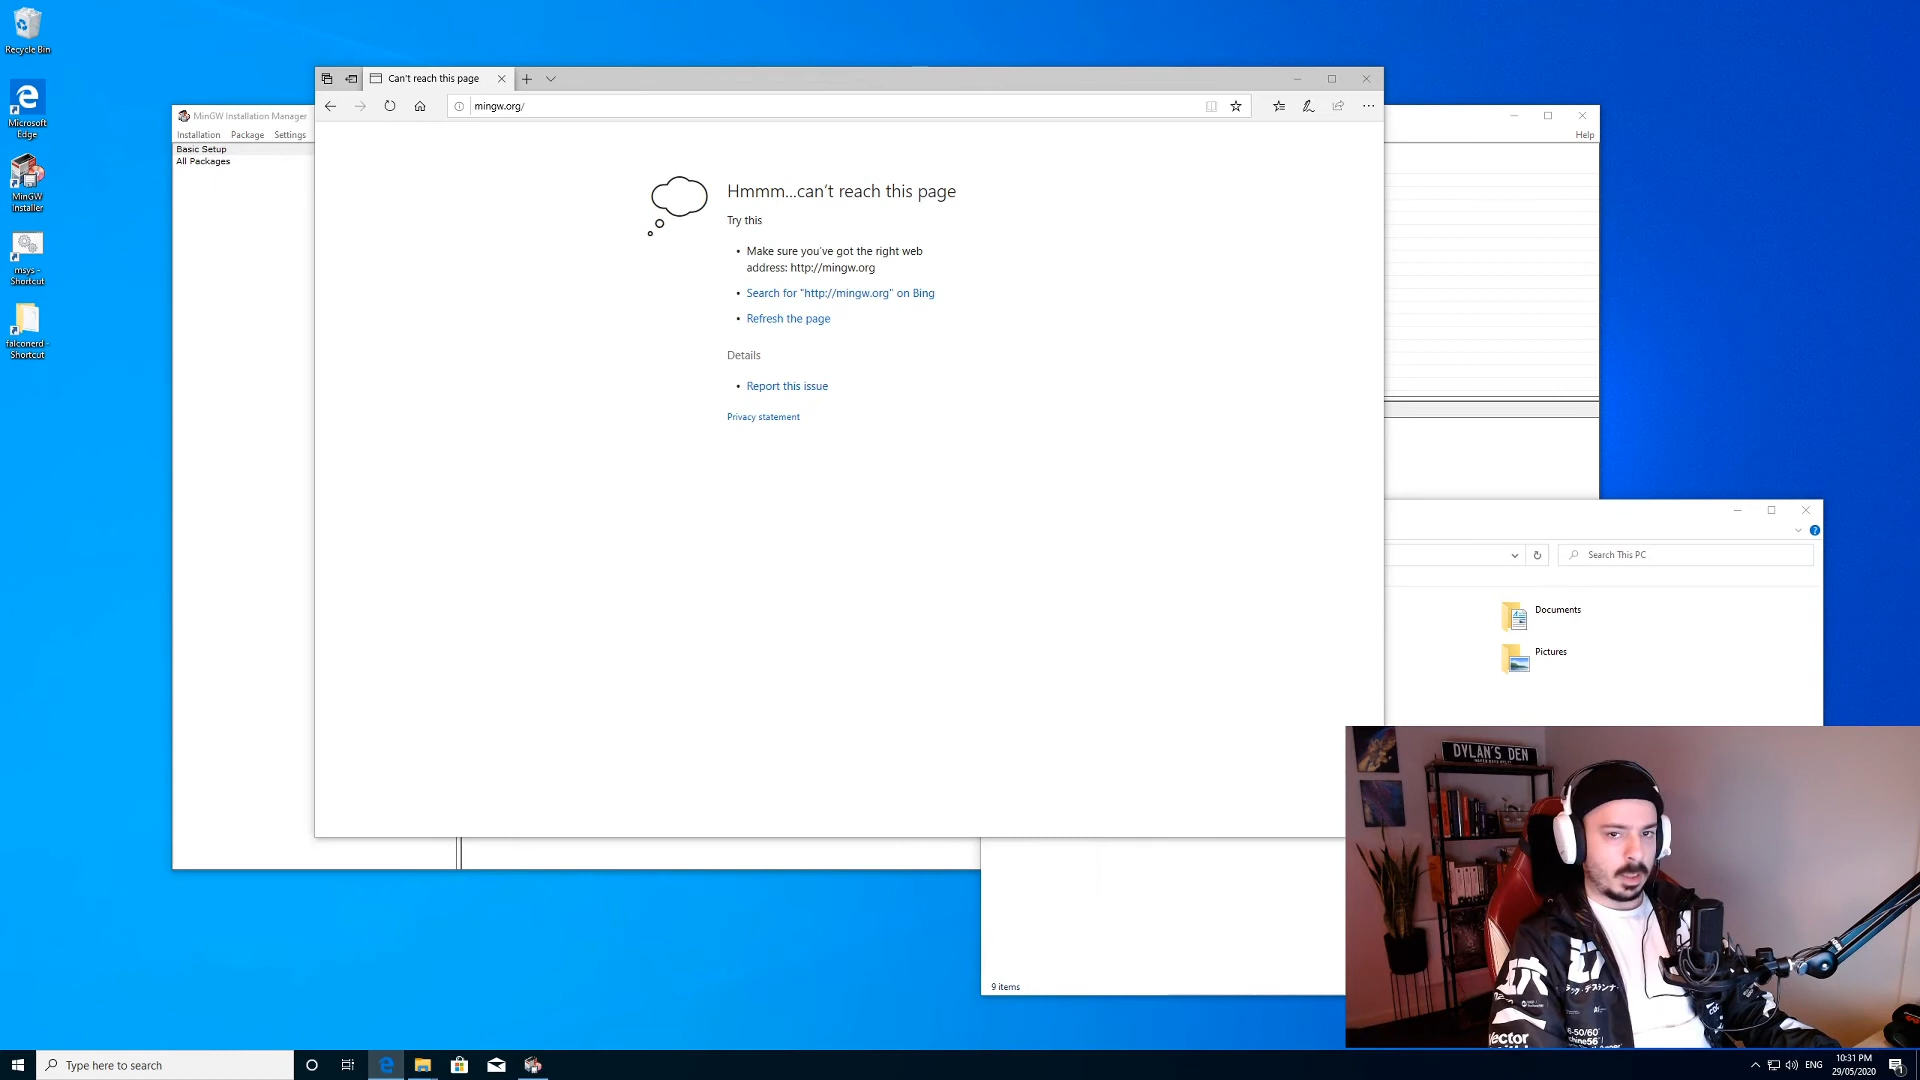 Recycle Bin
Microsoft
Edge
MinGW
Installer
msys -
Shortcut
falconerd -
Shortcut
MinGW Installation Manager
Installation Package Settings
Help
Basic Setup
All Packages
Can't reach this page
mingw.org/
Hmmm...can't reach this page
Try this
• Make sure you've got the right web
address: http://mingw.org
• Search for "http://mingw.org" on Bing
• Refresh the page
Details
• Report this issue
Privacy statement
Search This PC
Documents
Pictures
9 items
DYLAN'S DEN
Type here to search
ENG
10:31 PM
29/05/2020